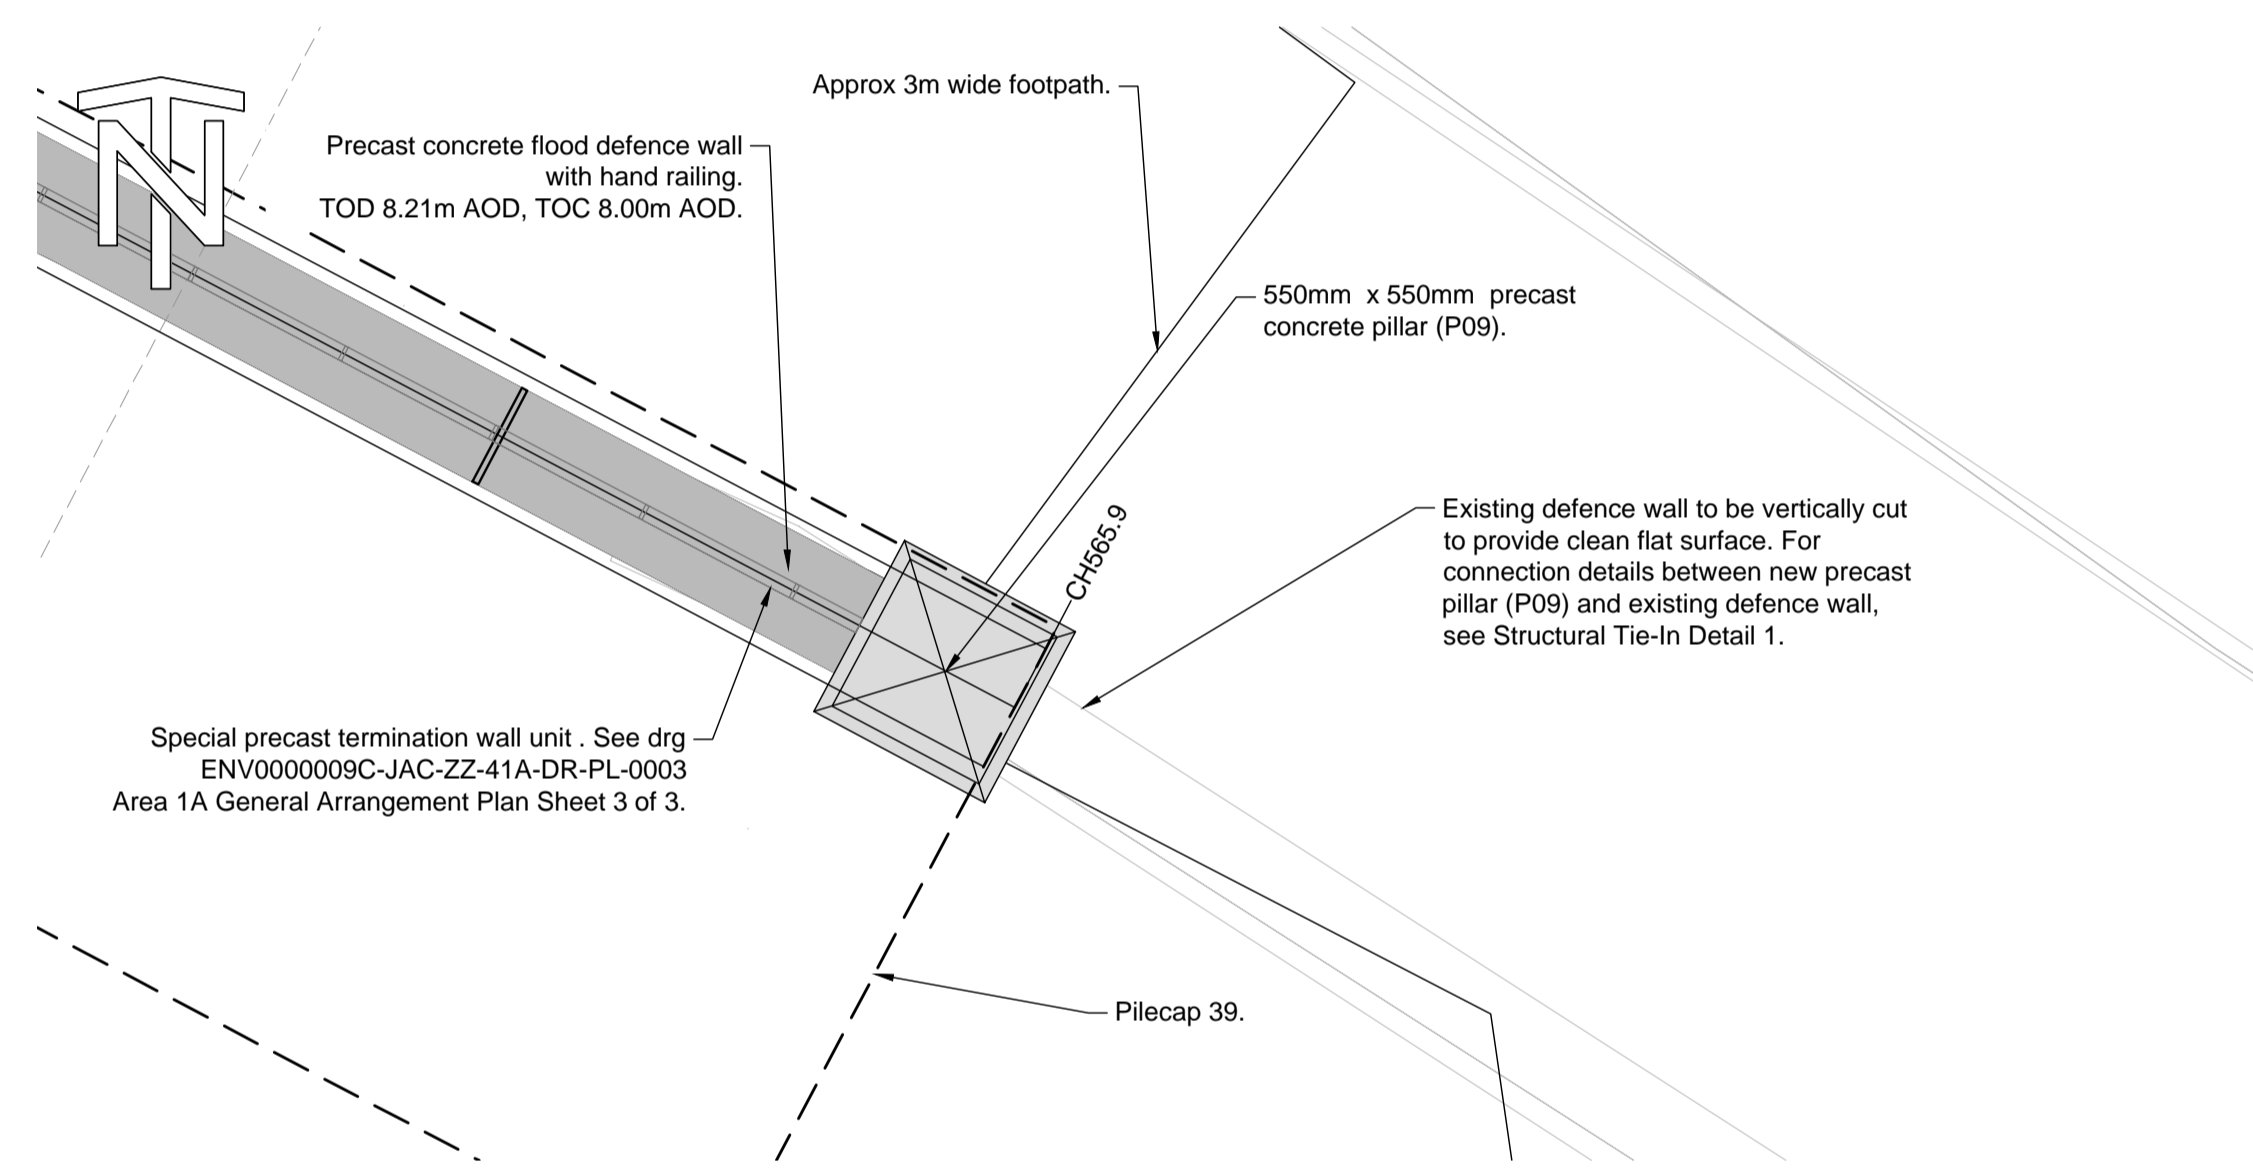 Approx 3m wide footpath.
Precast concrete flood defence wall
with hand railing.
TOD 8.21m AOD, TOC 8.00m AOD.
N
550mm x 550mm precast
concrete pillar (P09).
CH565.9
Existing defence wall to be vertically cut
to provide clean flat surface. For
connection details between new precast
pillar (P09) and existing defence wall,
see Structural Tie-In Detail 1.
Special precast termination wall unit . See drg
ENV0000009C-JAC-ZZ-41A-DR-PL-0003
Area 1A General Arrangement Plan Sheet 3 of 3.
Pilecap 39.